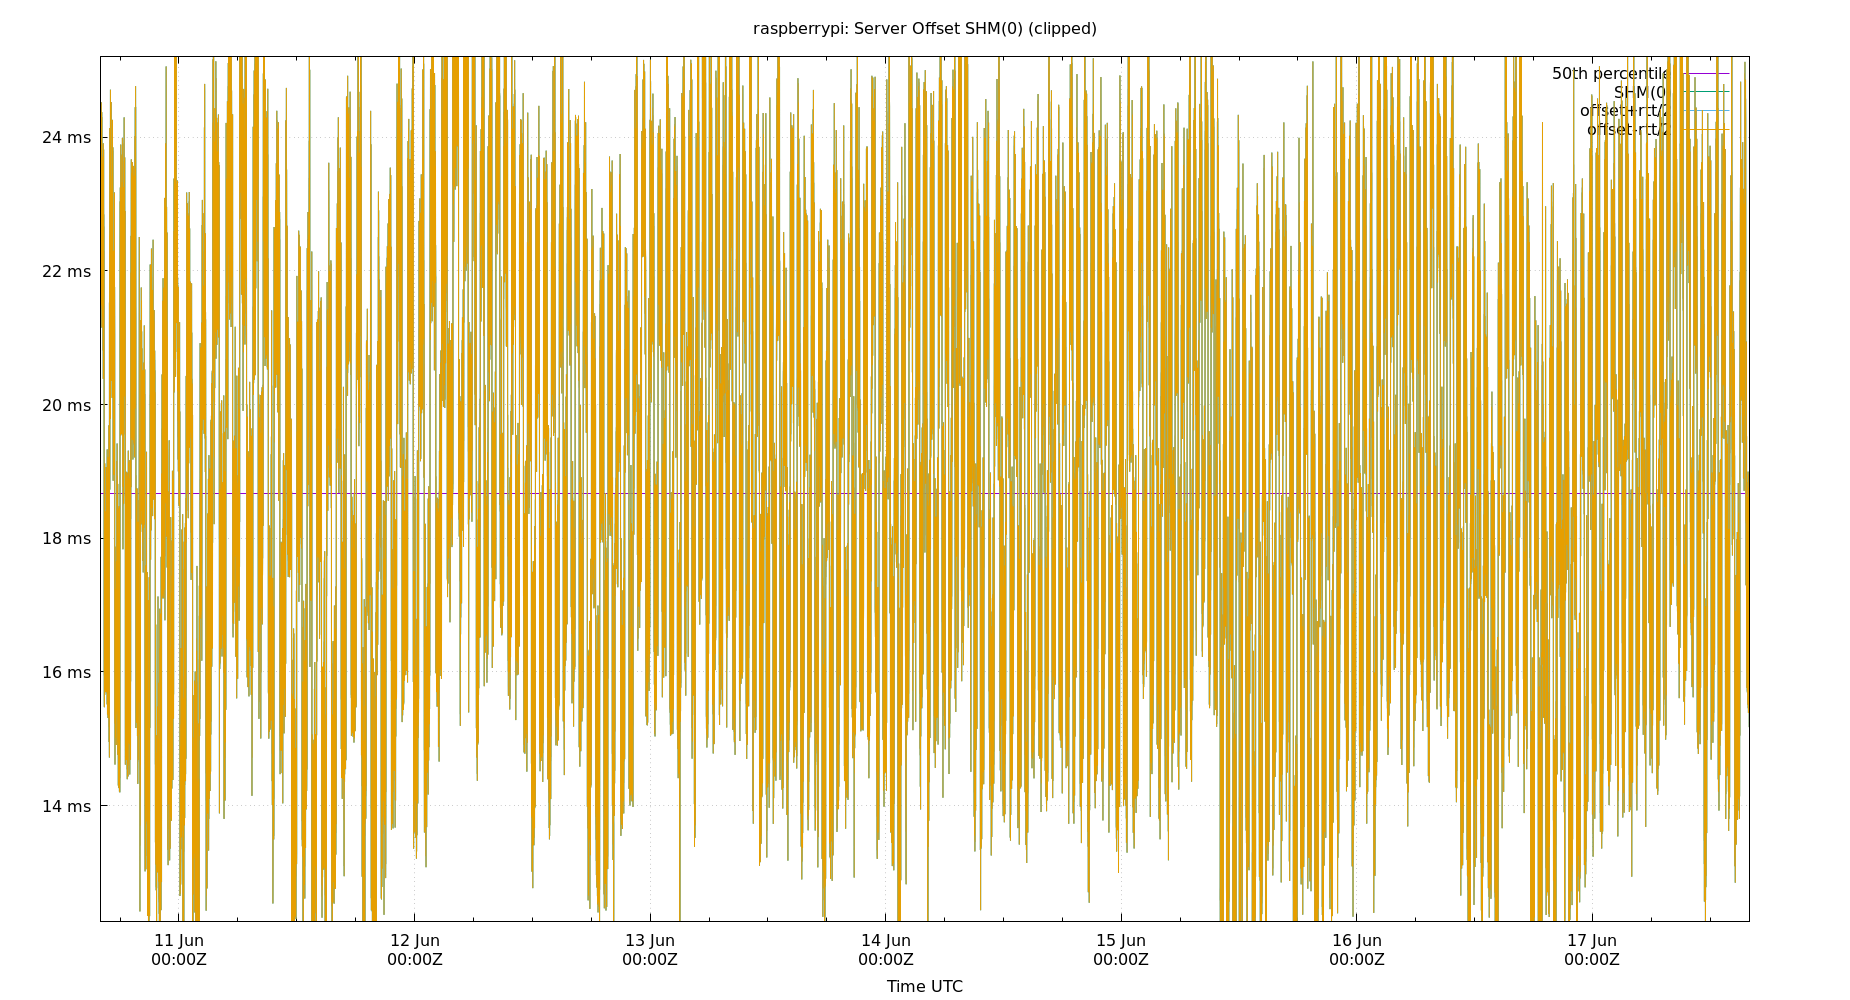 raspberrypi: Server Offset SHM(0) (clipped)
50th percentile
SHM(0)
offset+rtt/2
offset-rtt/2
24 ms
22 ms
20 ms
18 ms
16 ms
14 ms
11 Jun 12 Jun 13 Jun 14 Jun 15 Jun 16 Jun 17 Jun
00:00Z 00:00Z 00:00Z 00:00Z 00:00Z 00:00Z 00:00Z
Time UTC